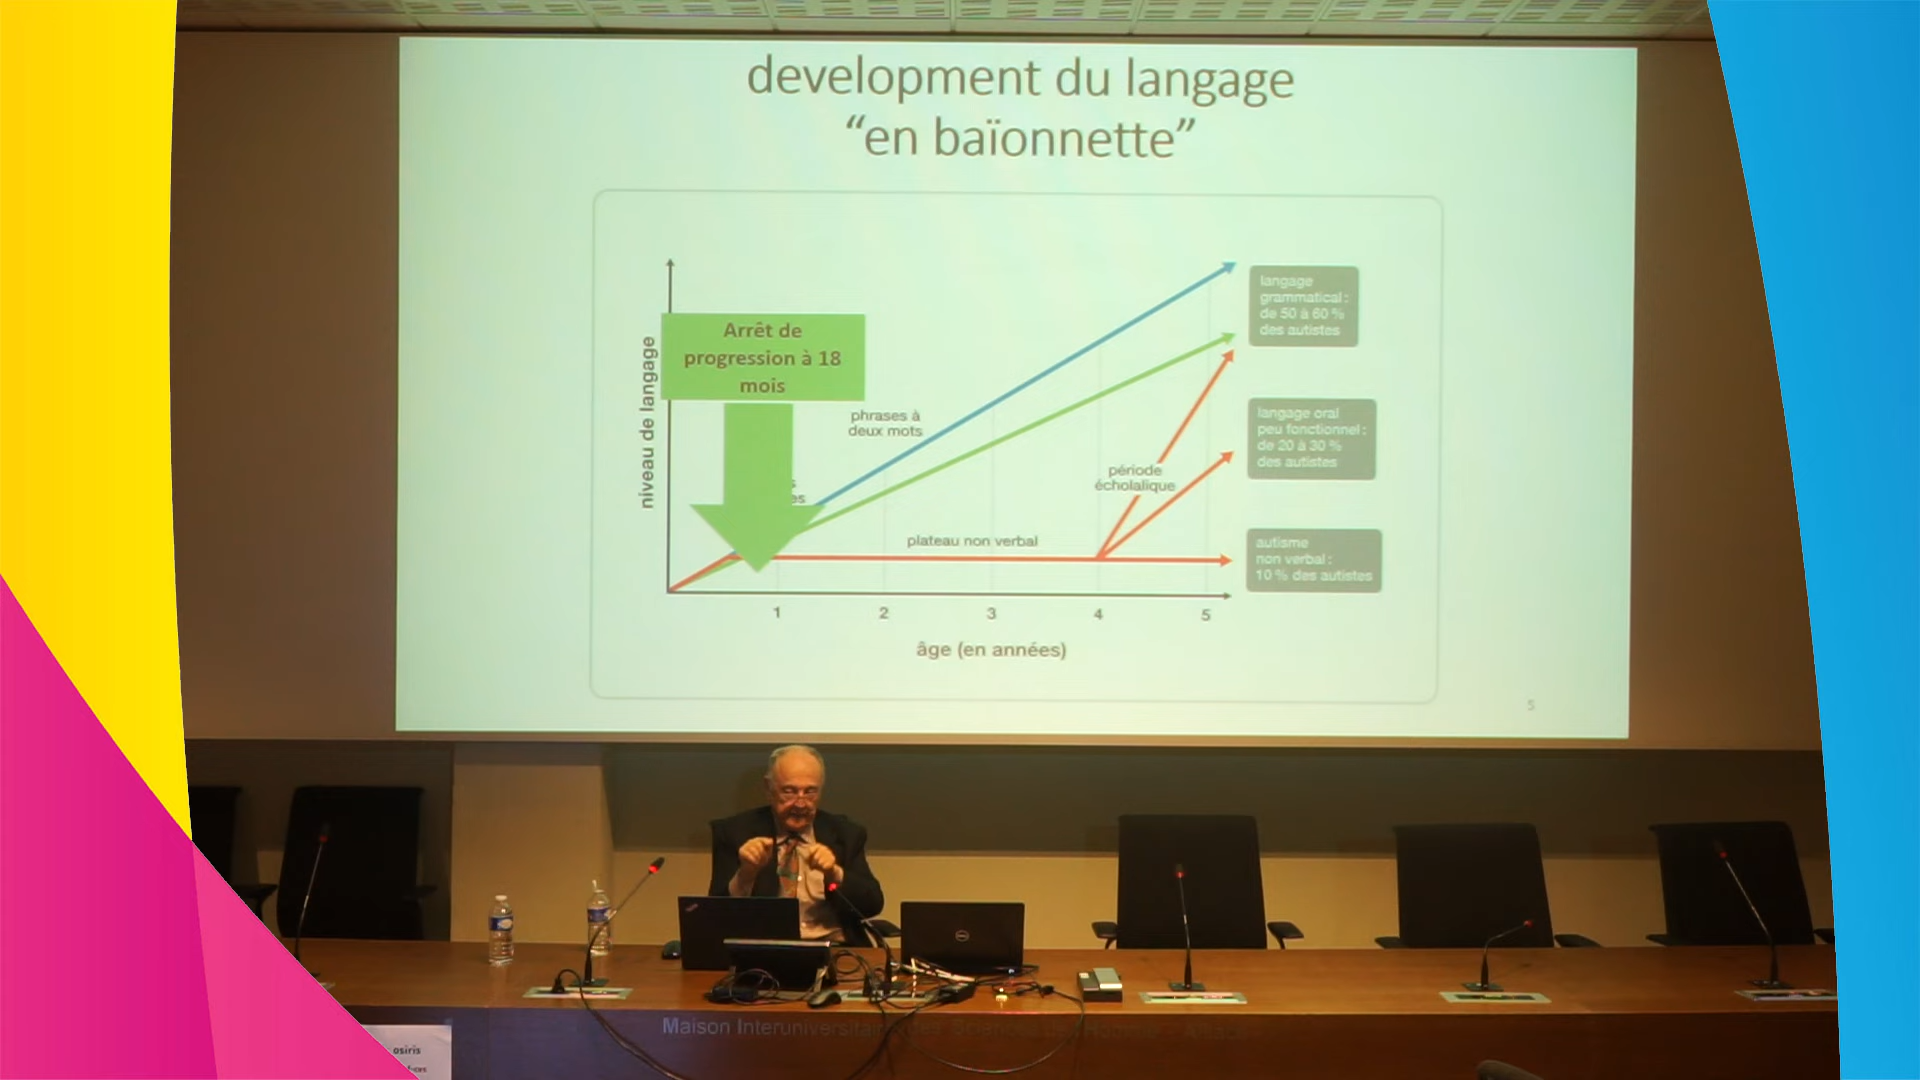 development du langage
“en baïonnette”
Arrêt de
progression à 18
mois
niveau de langage
phrases à
deux mots
s
es
période
écholalique
plateau non verbal
langage
grammatical :
de 50 à 60 %
des autistes
langage oral
peu fonctionnel :
de 20 à 30 %
des autistes
autisme
non verbal :
10 % des autistes
1 2 3 4 5
âge (en années)
5
DELL
Maison Interuniversitaire des Sciences de l'Homme
osiris